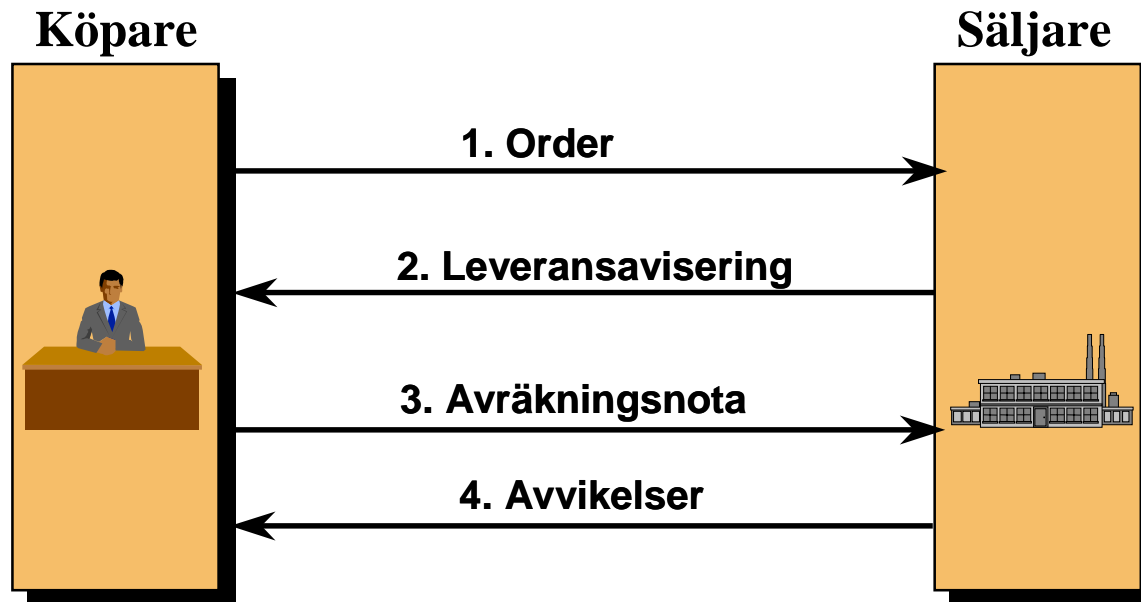 Köpare
Säljare
1. Order
2. Leveransavisering
3. Avräkningsnota
4. Avvikelser